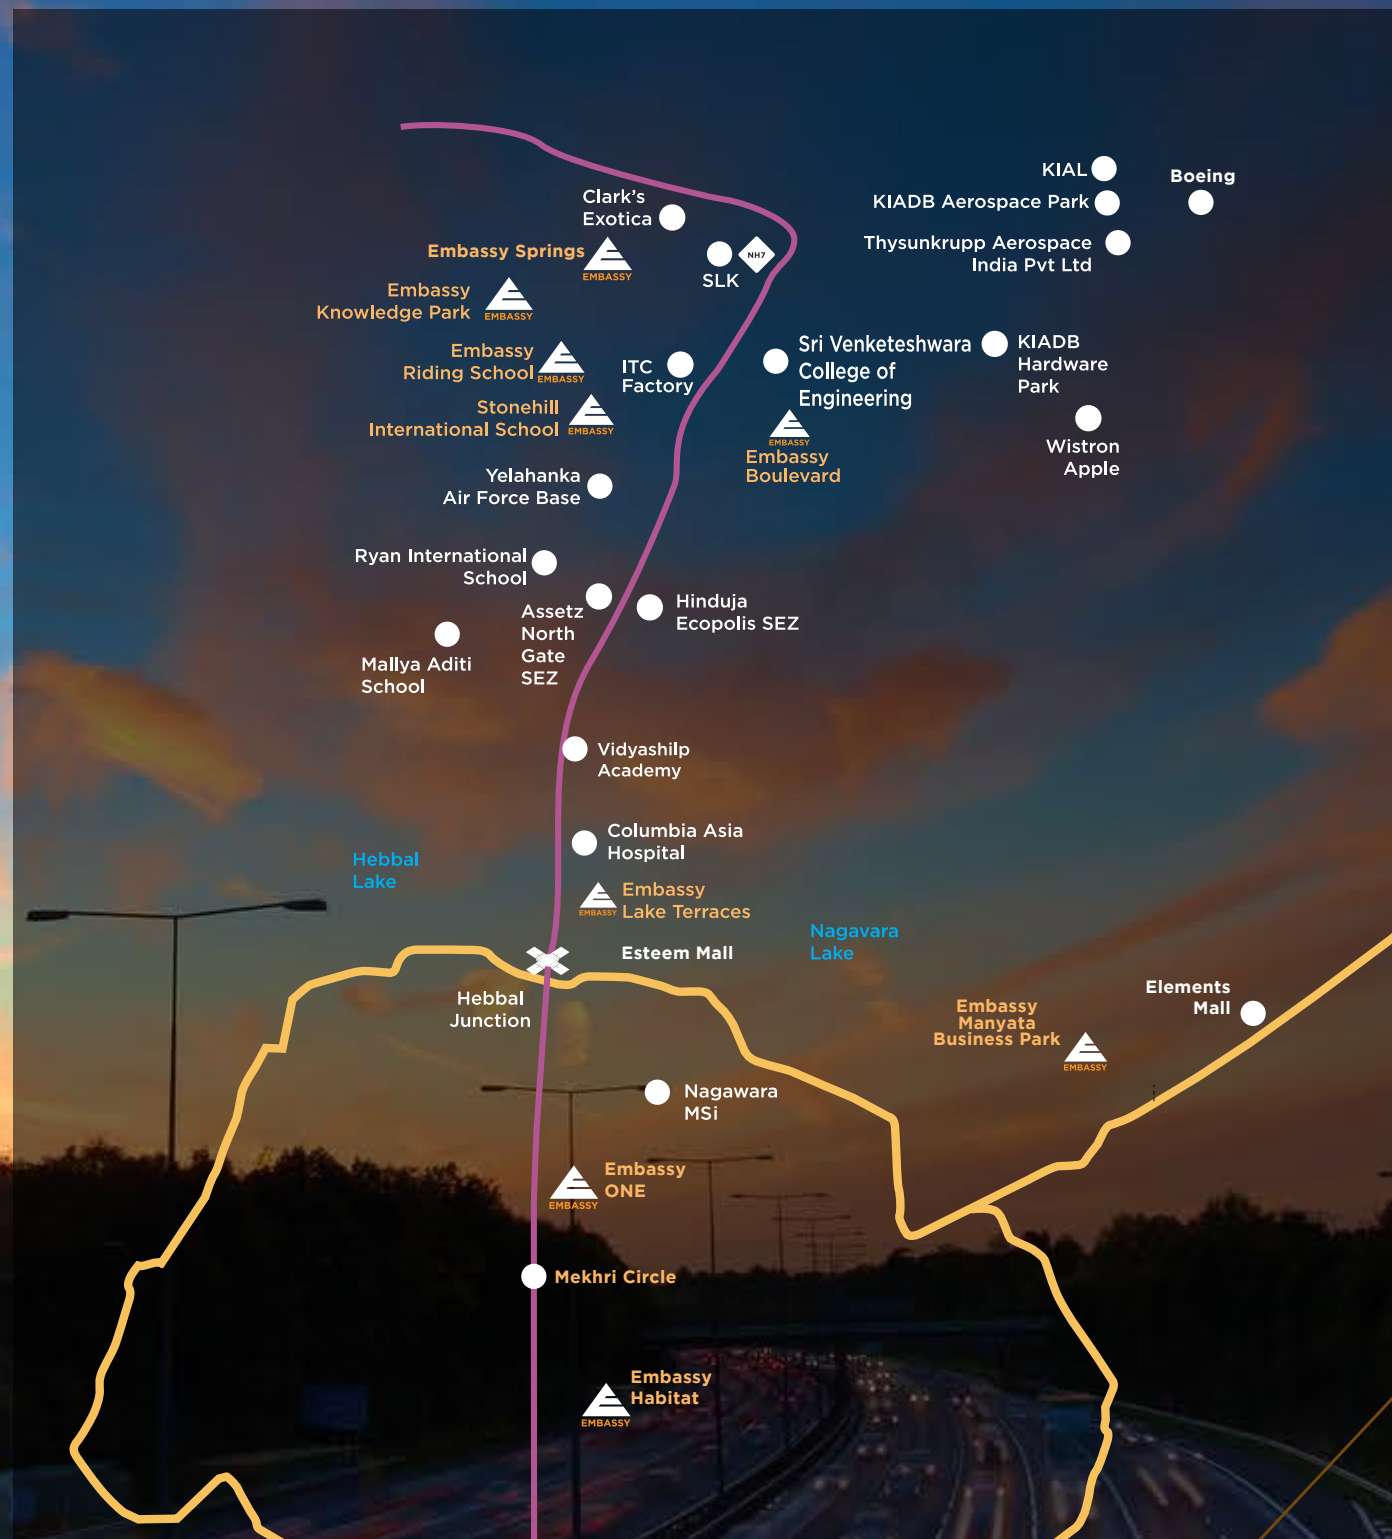 KIAL
Boeing
Clark's
Exotica
KIADB Aerospace Park
Thysunkrupp Aerospace
India Pvt Ltd
Embassy Springs
EMBASSY
SLK
NH7
Embassy
Knowledge Park
EMBASSY
Embassy
Riding School
EMBASSY
ITC
Factory
Sri Venketeshwara
College of
Engineering
KIADB
Hardware
Park
Stonehill
International School
EMBASSY
EMBASSY
Embassy
Boulevard
Wistron
Apple
Yelahanka
Air Force Base
Ryan International
School
Assetz
North
Gate
SEZ
Hinduja
Ecopolis SEZ
Mallya Aditi
School
Vidyashilp
Academy
Columbia Asia
Hospital
Hebbal
Lake
EMBASSY
Embassy
Lake Terraces
Esteem Mall
Nagavara
Lake
Hebbal
Junction
Elements
Mall
Embassy
Manyata
Business Park
EMBASSY
Nagawara
MSi
Embassy
ONE
EMBASSY
Mekhri Circle
Embassy
Habitat
EMBASSY